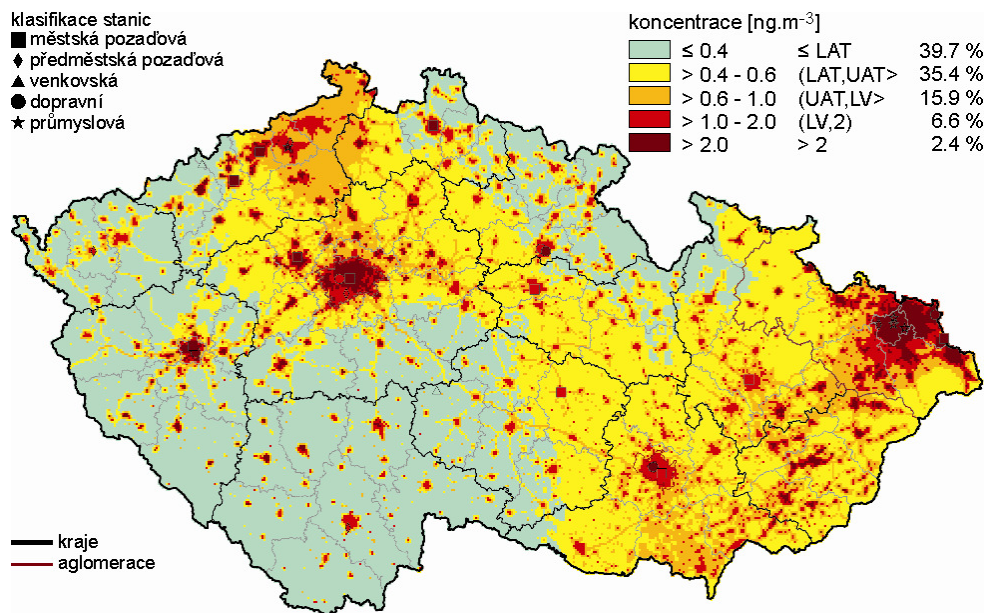 klasifikace stanic
městská pozaďová
předměstská pozaďová
venkovská
dopravní
průmyslová
koncentrace [ng.m⁻³]
≤ 0.4 ≤ LAT 39.7 %
> 0.4 - 0.6 (LAT,UAT> 35.4 %
> 0.6 - 1.0 (UAT,LV> 15.9 %
> 1.0 - 2.0 (LV,2) 6.6 %
> 2.0 > 2 2.4 %
kraje
aglomerace